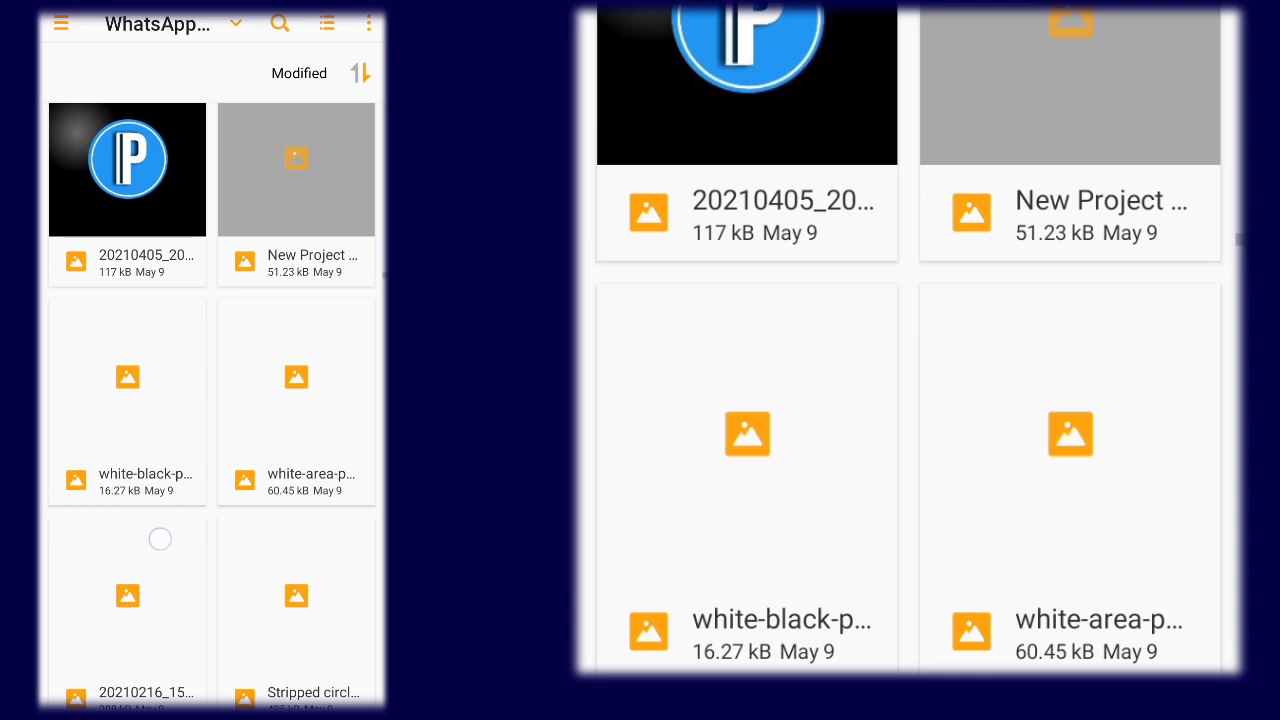 WhatsApp...
Modified
P
20210405_20...
117 kB May 9
New Project ...
51.23 kB May 9
white-black-p...
16.27 kB May 9
white-area-p...
60.45 kB May 9
20210216_15...
Stripped circl...
P
20210405_20...
117 kB May 9
New Project ...
51.23 kB May 9
white-black-p...
16.27 kB May 9
white-area-p...
60.45 kB May 9